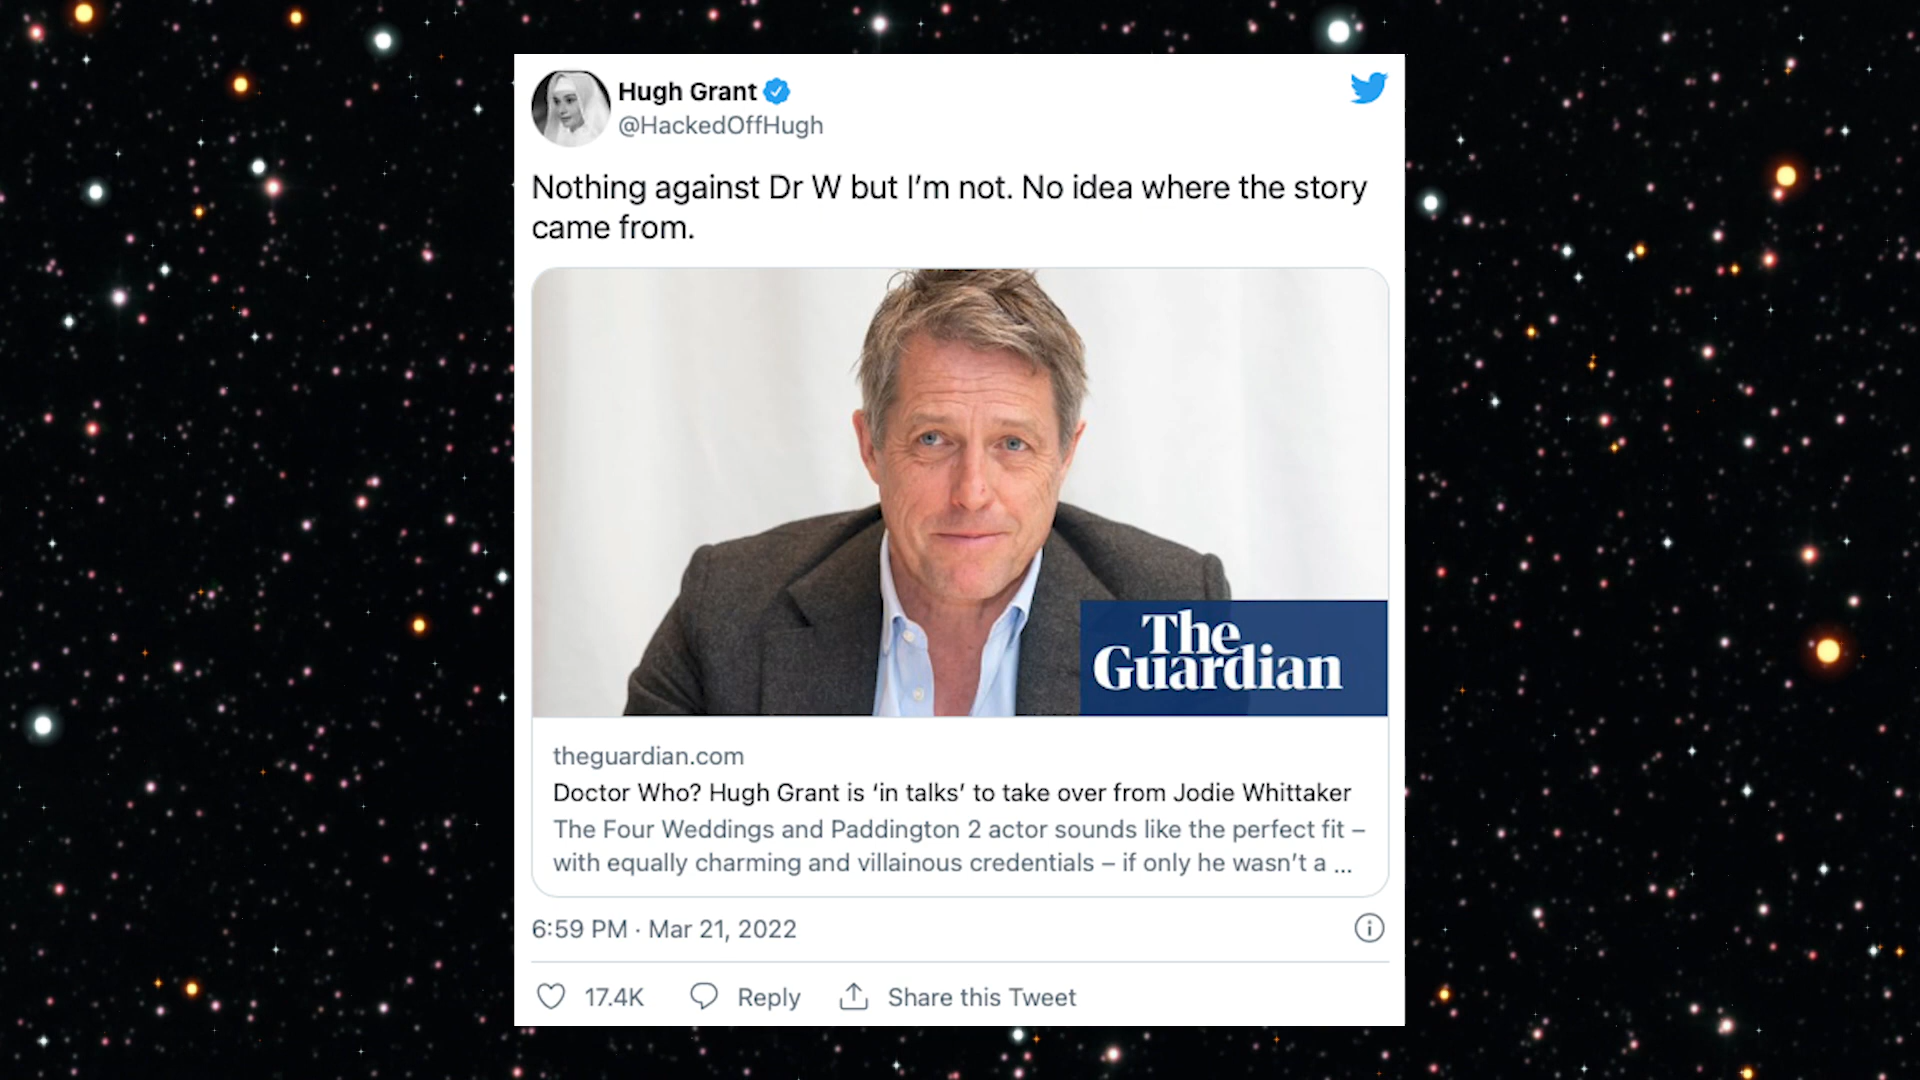 Hugh Grant
@HackedOffHugh
Nothing against Dr W but I’m not. No idea where the story
came from.
The
Guardian
theguardian.com
Doctor Who? Hugh Grant is ‘in talks’ to take over from Jodie Whittaker
The Four Weddings and Paddington 2 actor sounds like the perfect fit –
with equally charming and villainous credentials – if only he wasn’t a ...
6:59 PM · Mar 21, 2022
17.4K Reply Share this Tweet